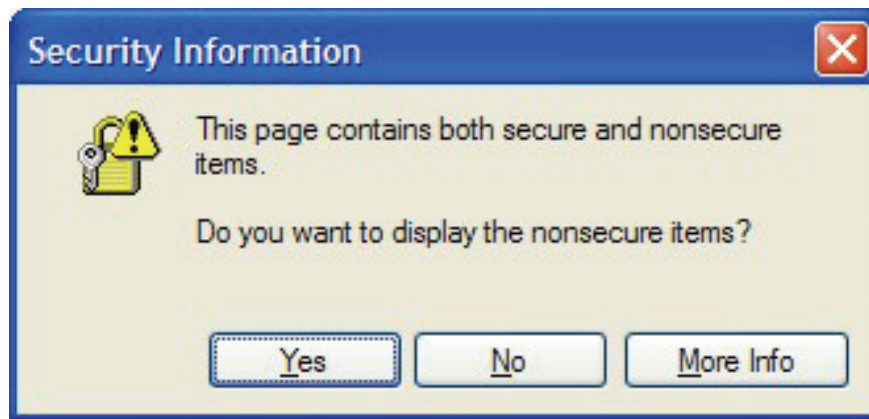 Security Information
This page contains both secure and nonsecure
items.
Do you want to display the nonsecure items?
Yes
No
More Info